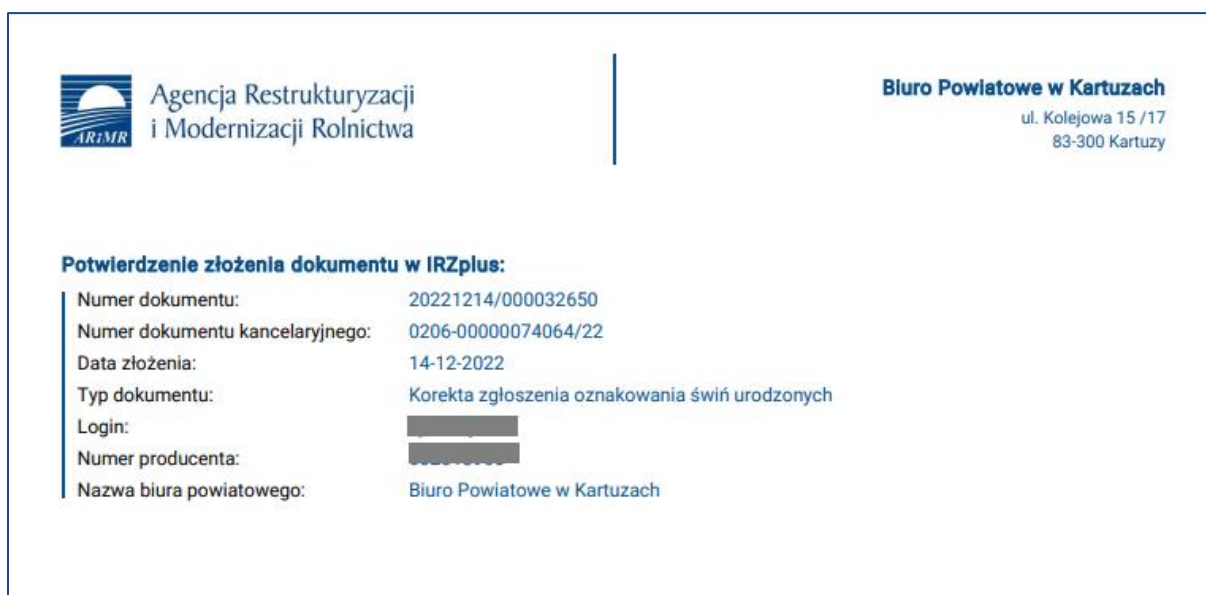 Agencja Restrukturyzacji
i Modernizacji Rolnictwa
ARiMR
Biuro Powiatowe w Kartuzach
ul. Kolejowa 15 /17
83-300 Kartuzy
Potwierdzenie złożenia dokumentu w IRZplus:
Numer dokumentu: 20221214/000032650
Numer dokumentu kancelaryjnego: 0206-00000074064/22
Data złożenia: 14-12-2022
Typ dokumentu: Korekta zgłoszenia oznakowania świń urodzonych
Login:
Numer producenta:
Nazwa biura powiatowego: Biuro Powiatowe w Kartuzach